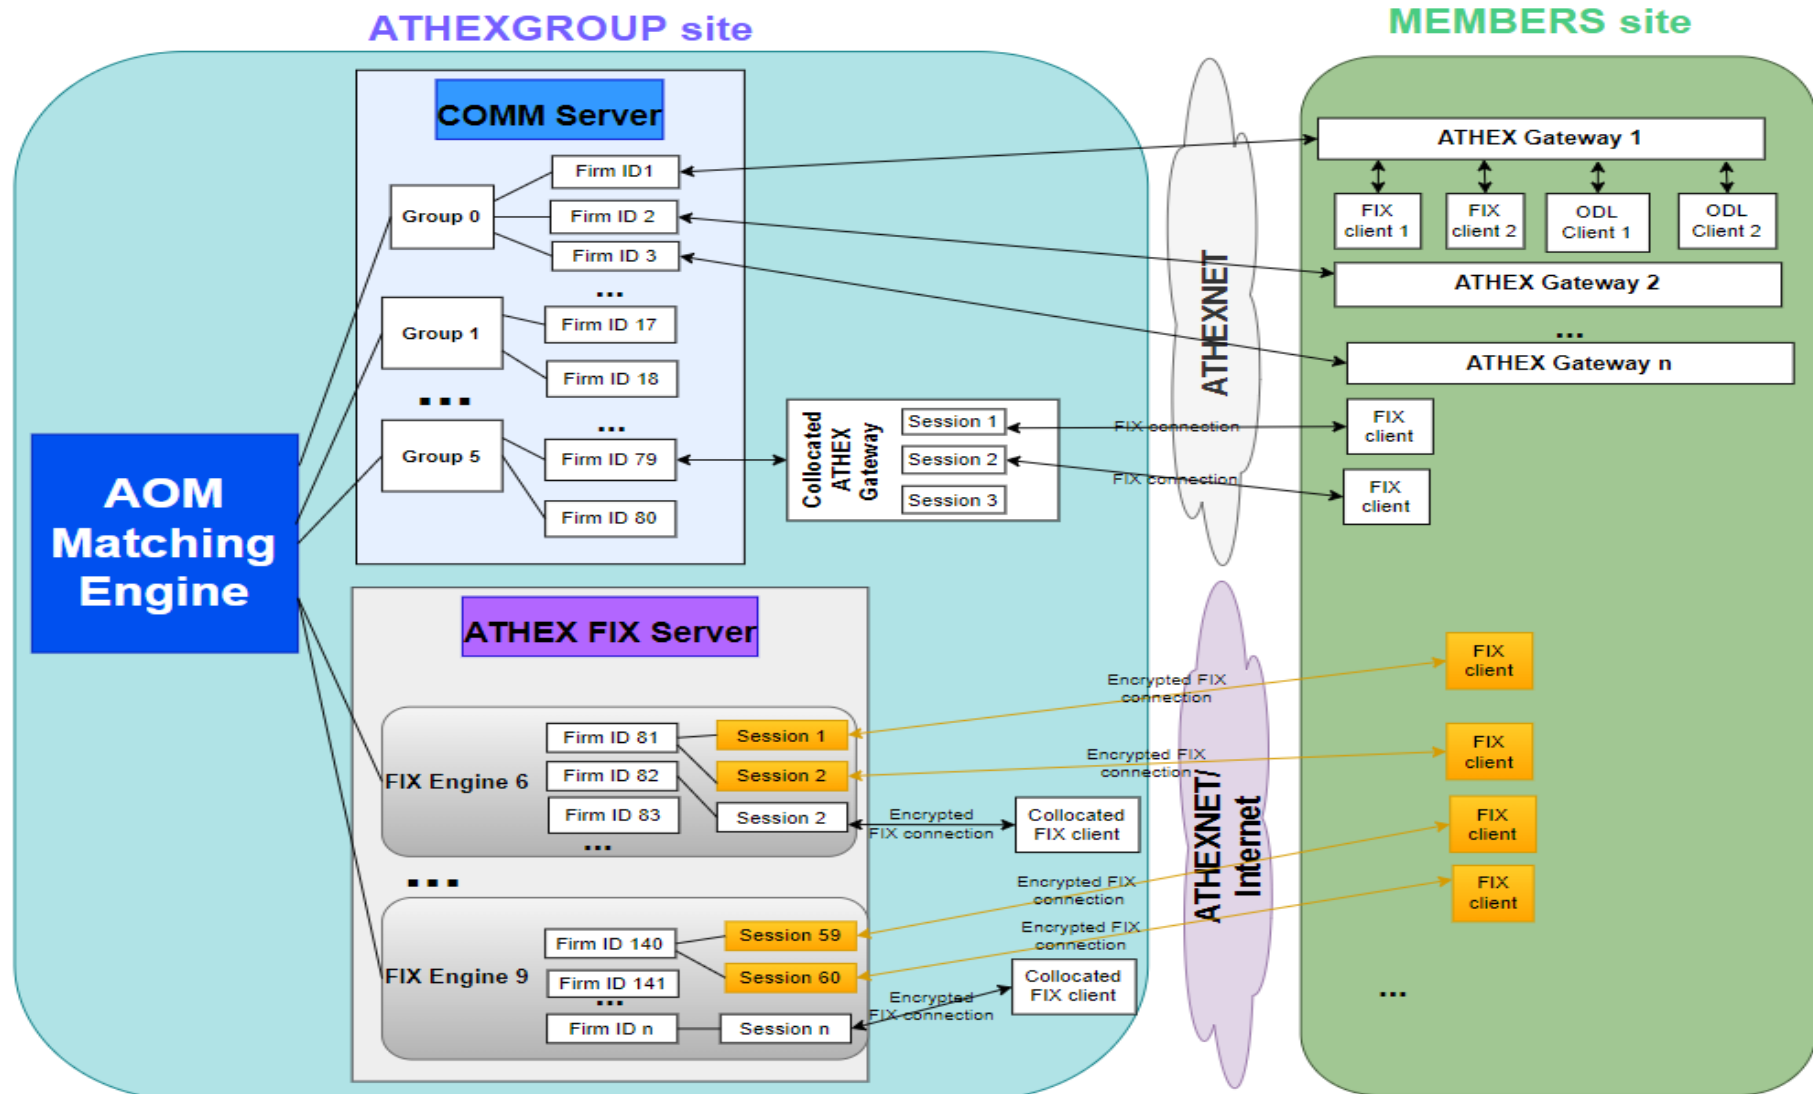 ATHEXGROUP site
MEMBERS site
COMM Server
Firm ID1
Group 0
Firm ID 2
Firm ID 3
...
Group 1
Firm ID 17
Firm ID 18
...
...
Group 5
Firm ID 79
Firm ID 80
AOM
Matching
Engine
Collocated
ATHEX
Gateway
Session 1
Session 2
Session 3
FIX connection
FIX connection
ATHEXNET
ATHEX Gateway 1
FIX
client 1
FIX
client 2
ODL
Client 1
ODL
Client 2
ATHEX Gateway 2
...
ATHEX Gateway n
FIX
client
FIX
client
ATHEX FIX Server
FIX Engine 6
Firm ID 81
Firm ID 82
Firm ID 83
...
Session 1
Session 2
Session 2
Encrypted FIX
connection
Encrypted FIX
connection
Encrypted
FIX connection
Collocated
FIX client
...
FIX Engine 9
Firm ID 140
Firm ID 141
...
Firm ID n
Session 59
Session 60
Session n
Encrypted FIX
connection
Encrypted FIX
connection
Encrypted
FIX connection
Collocated
FIX client
ATHEXNET/
Internet
FIX
client
FIX
client
FIX
client
FIX
client
...